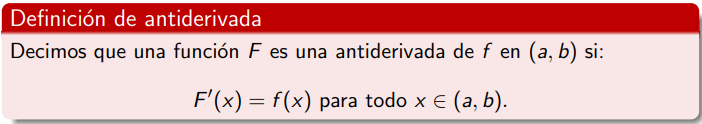 Definición de antiderivada
Decimos que una función F es una antiderivada de f en (a, b) si:
F′(x) = f(x) para todo x ∈ (a, b).